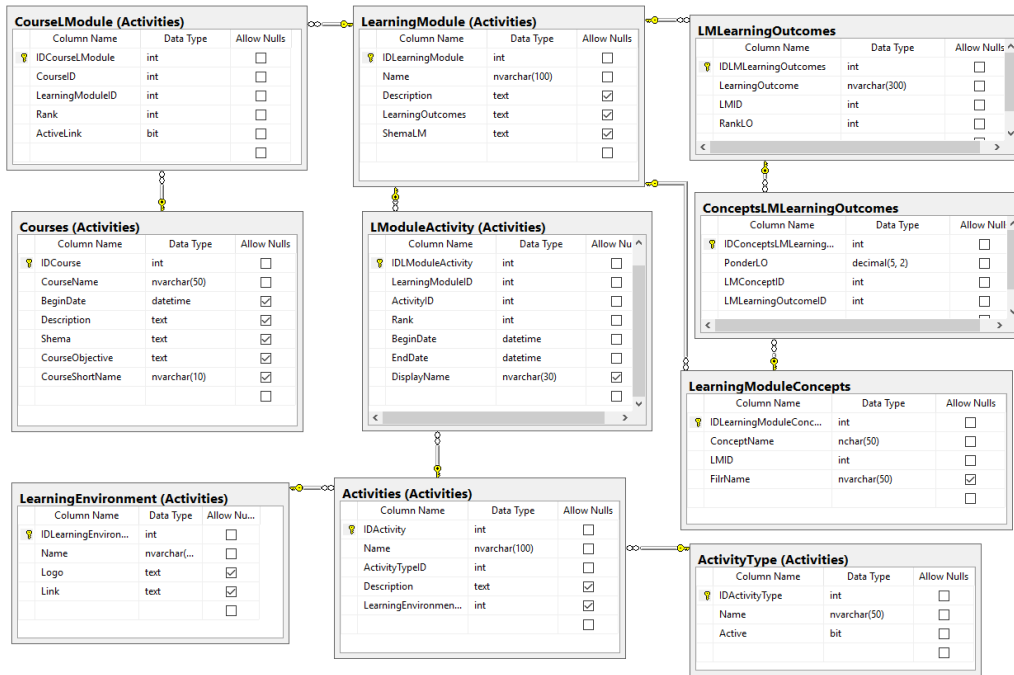 CourseLModule (Activities)
Column Name Data Type Allow Nulls
IDCourseLModule int
CourseID int
LearningModuleID int
Rank int
ActiveLink bit
LearningModule (Activities)
Column Name Data Type Allow Nulls
IDLearningModule int
Name nvarchar(100)
Description text
LearningOutcomes text
ShemaLM text
LMLearningOutcomes
Column Name Data Type Allow Nulls
IDLMLearningOutcomes int
LearningOutcome nvarchar(300)
LMID int
RankLO int
Courses (Activities)
Column Name Data Type Allow Nulls
IDCourse int
CourseName nvarchar(50)
BeginDate datetime
Description text
Shema text
CourseObjective text
CourseShortName nvarchar(10)
LModuleActivity (Activities)
Column Name Data Type Allow Nu
IDLModuleActivity int
LearningModuleID int
ActivityID int
Rank int
BeginDate datetime
EndDate datetime
DisplayName nvarchar(30)
ConceptsLMLearningOutcomes
Column Name Data Type Allow Null
IDConceptsLMLearning... int
PonderLO decimal(5, 2)
LMConceptID int
LMLearningOutcomeID int
LearningModuleConcepts
Column Name Data Type Allow Nulls
IDLearningModuleConc... int
ConceptName nchar(50)
LMID int
FilrName nvarchar(50)
LearningEnvironment (Activities)
Column Name Data Type Allow Nu...
IDLearningEnviron... int
Name nvarchar(...
Logo text
Link text
Activities (Activities)
Column Name Data Type Allow Nulls
IDActivity int
Name nvarchar(100)
ActivityTypeID int
Description text
LearningEnvironmen... int
ActivityType (Activities)
Column Name Data Type Allow Nulls
IDActivityType int
Name nvarchar(50)
Active bit